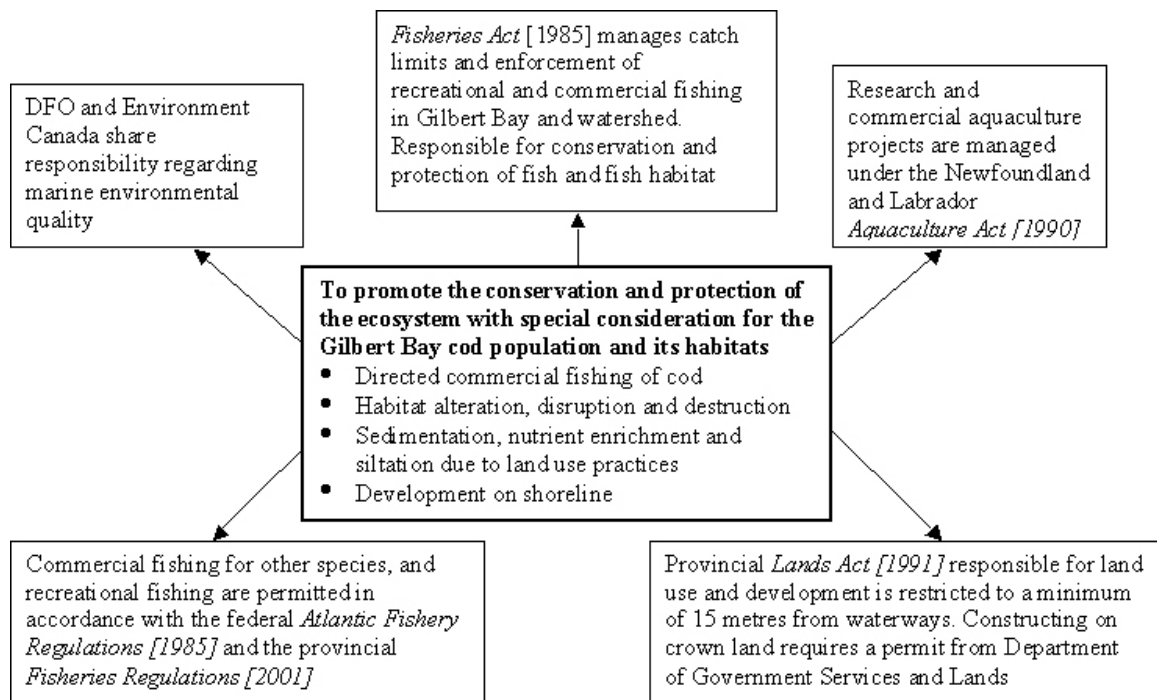 Fisheries Act [1985] manages catch
limits and enforcement of
recreational and commercial fishing
in Gilbert Bay and watershed.
Responsible for conservation and
protection of fish and fish habitat
DFO and Environment
Canada share
responsibility regarding
marine environmental
quality
Research and
commercial aquaculture
projects are managed
under the Newfoundland
and Labrador
Aquaculture Act [1990]
To promote the conservation and protection of
the ecosystem with special consideration for the
Gilbert Bay cod population and its habitats
• Directed commercial fishing of cod
• Habitat alteration, disruption and destruction
• Sedimentation, nutrient enrichment and
siltation due to land use practices
• Development on shoreline
Commercial fishing for other species, and
recreational fishing are permitted in
accordance with the federal Atlantic Fishery
Regulations [1985] and the provincial
Fisheries Regulations [2001]
Provincial Lands Act [1991] responsible for land
use and development is restricted to a minimum
of 15 metres from waterways. Constructing on
crown land requires a permit from Department
of Government Services and Lands